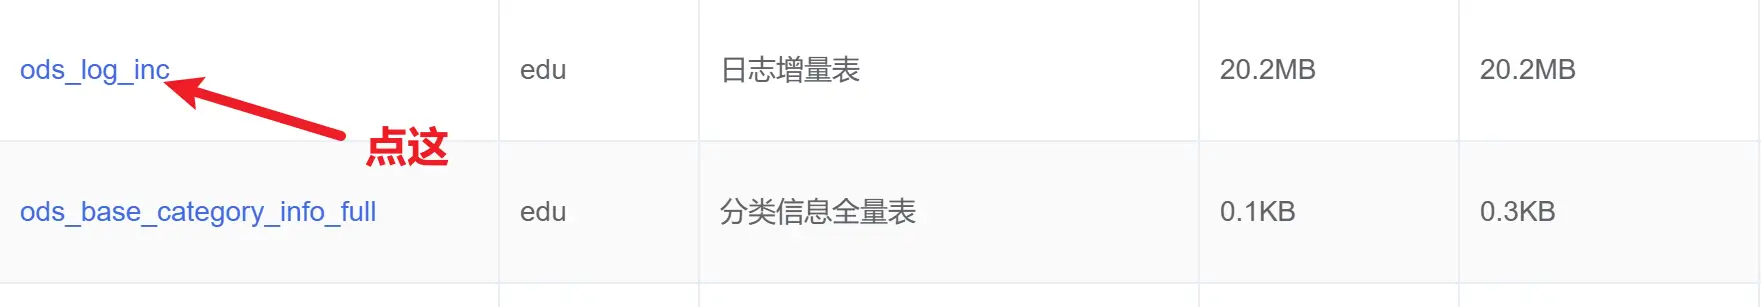 ods_log_inc edu 日志增量表 20.2MB 20.2MB
点这
ods_base_category_info_full edu 分类信息全量表 0.1KB 0.3KB